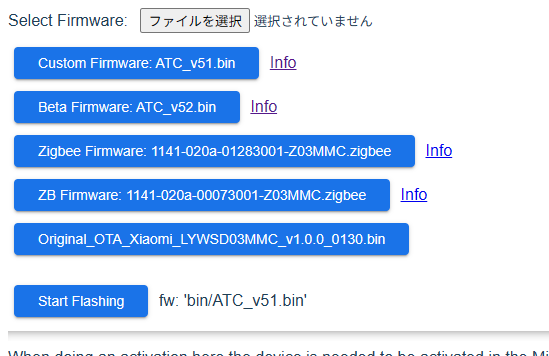 Select Firmware: ファイルを選択 選択されていません
Custom Firmware: ATC_v51.bin Info
Beta Firmware: ATC_v52.bin Info
Zigbee Firmware: 1141-020a-01283001-Z03MMC.zigbee Info
ZB Firmware: 1141-020a-00073001-Z03MMC.zigbee Info
Original_OTA_Xiaomi_LYWSD03MMC_v1.0.0_0130.bin
Start Flashing fw: 'bin/ATC_v51.bin'
When doing an activation here the device is needed to be activated in the Mi